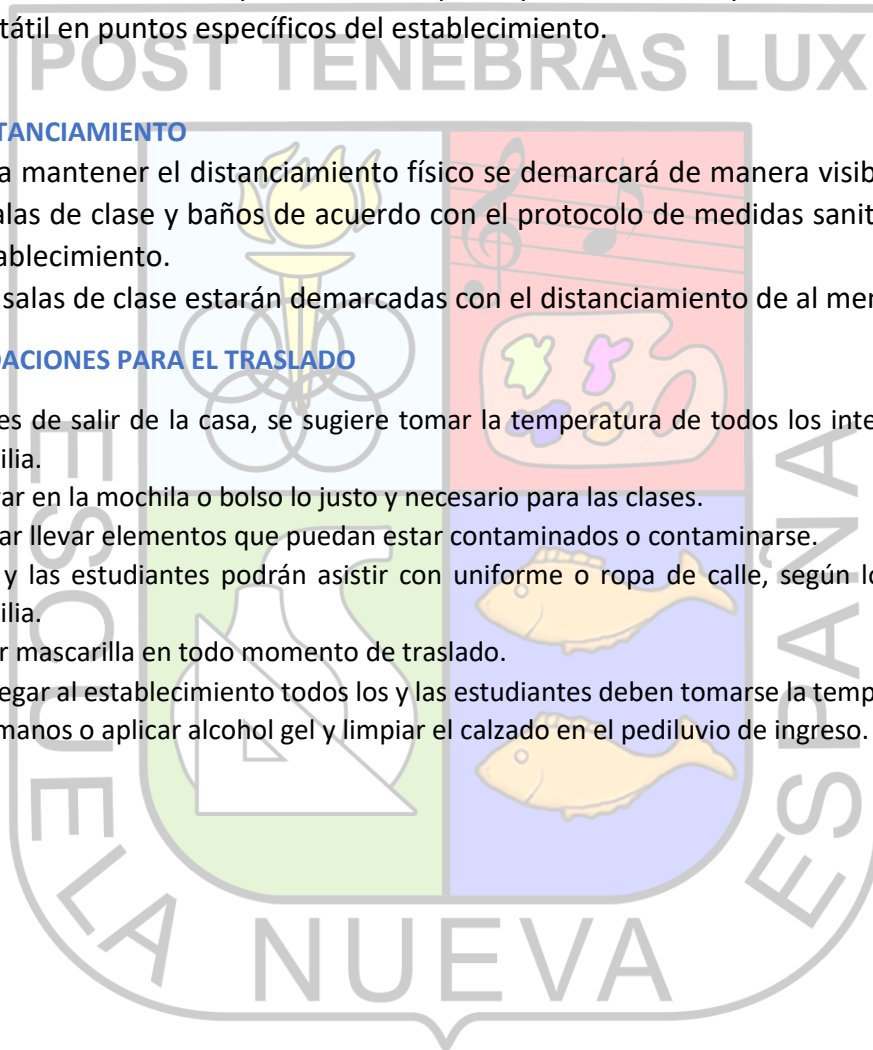 tátil en puntos específicos del establecimiento.
POST TENEBRAS LUX
TANCIAMIENTO
a mantener el distanciamiento físico se demarcará de manera visib
alas de clase y baños de acuerdo con el protocolo de medidas sanit
ablecimiento.
salas de clase estarán demarcadas con el distanciamiento de al mer
DACIONES PARA EL TRASLADO
es de salir de la casa, se sugiere tomar la temperatura de todos los inte
ilia.
ar en la mochila o bolso lo justo y necesario para las clases.
ar llevar elementos que puedan estar contaminados o contaminarse.
y las estudiantes podrán asistir con uniforme o ropa de calle, según lo
ilia.
r mascarilla en todo momento de traslado.
egar al establecimiento todos los y las estudiantes deben tomarse la temp
manos o aplicar alcohol gel y limpiar el calzado en el pediluvio de ingreso.
ESCUELA NUEVA ESPAÑA